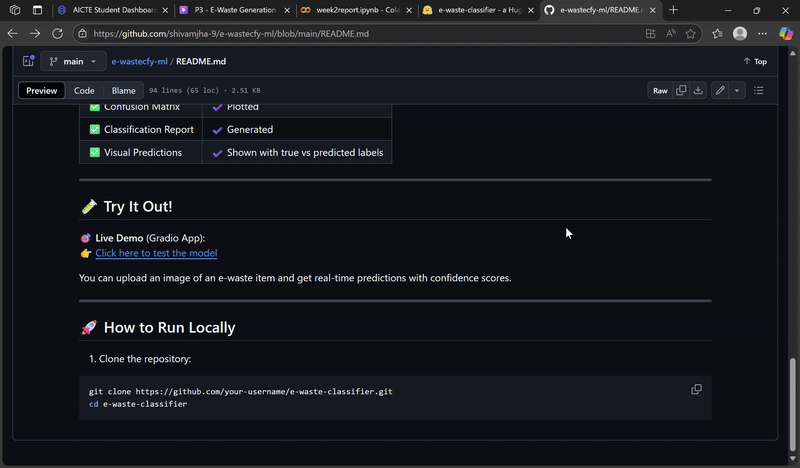 AICTE Student Dashboar
P3 - E-Waste Generation
week2report.ipynb - Cola
e-waste-classifier - a Hug
e-wastecfy-ml/README.m
https://github.com/shivamjha-9/e-wastecfy-ml/blob/main/README.md
main
e-wastecfy-ml / README.md
Top
Preview
Code
Blame
94 lines (65 loc) · 2.51 KB
Raw
Confusion Matrix
Plotted
Classification Report
Generated
Visual Predictions
Shown with true vs predicted labels
Try It Out!
Live Demo (Gradio App):
Click here to test the model
You can upload an image of an e-waste item and get real-time predictions with confidence scores.
How to Run Locally
1. Clone the repository:
git clone https://github.com/your-username/e-waste-classifier.git
cd e-waste-classifier